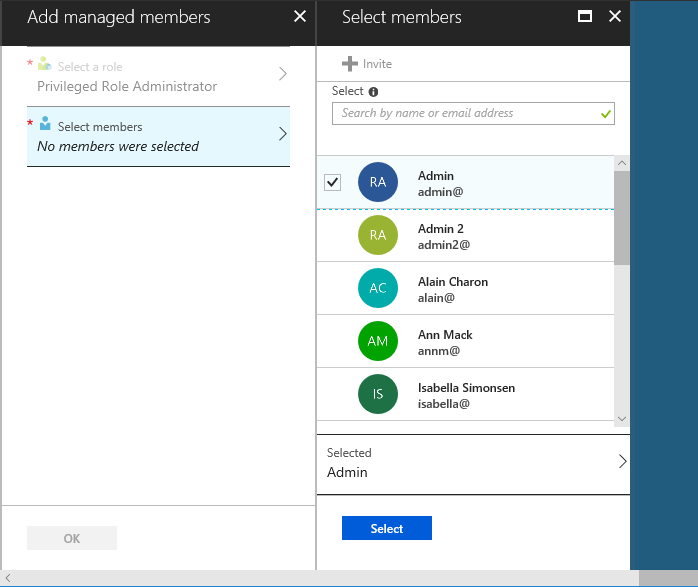 Add managed members
* Select a role
Privileged Role Administrator
* Select members
No members were selected
OK
Select members
Invite
Select
Search by name or email address
RA
Admin
admin@
RA
Admin 2
admin2@
AC
Alain Charon
alain@
AM
Ann Mack
annm@
IS
Isabella Simonsen
isabella@
Selected
Admin
Select